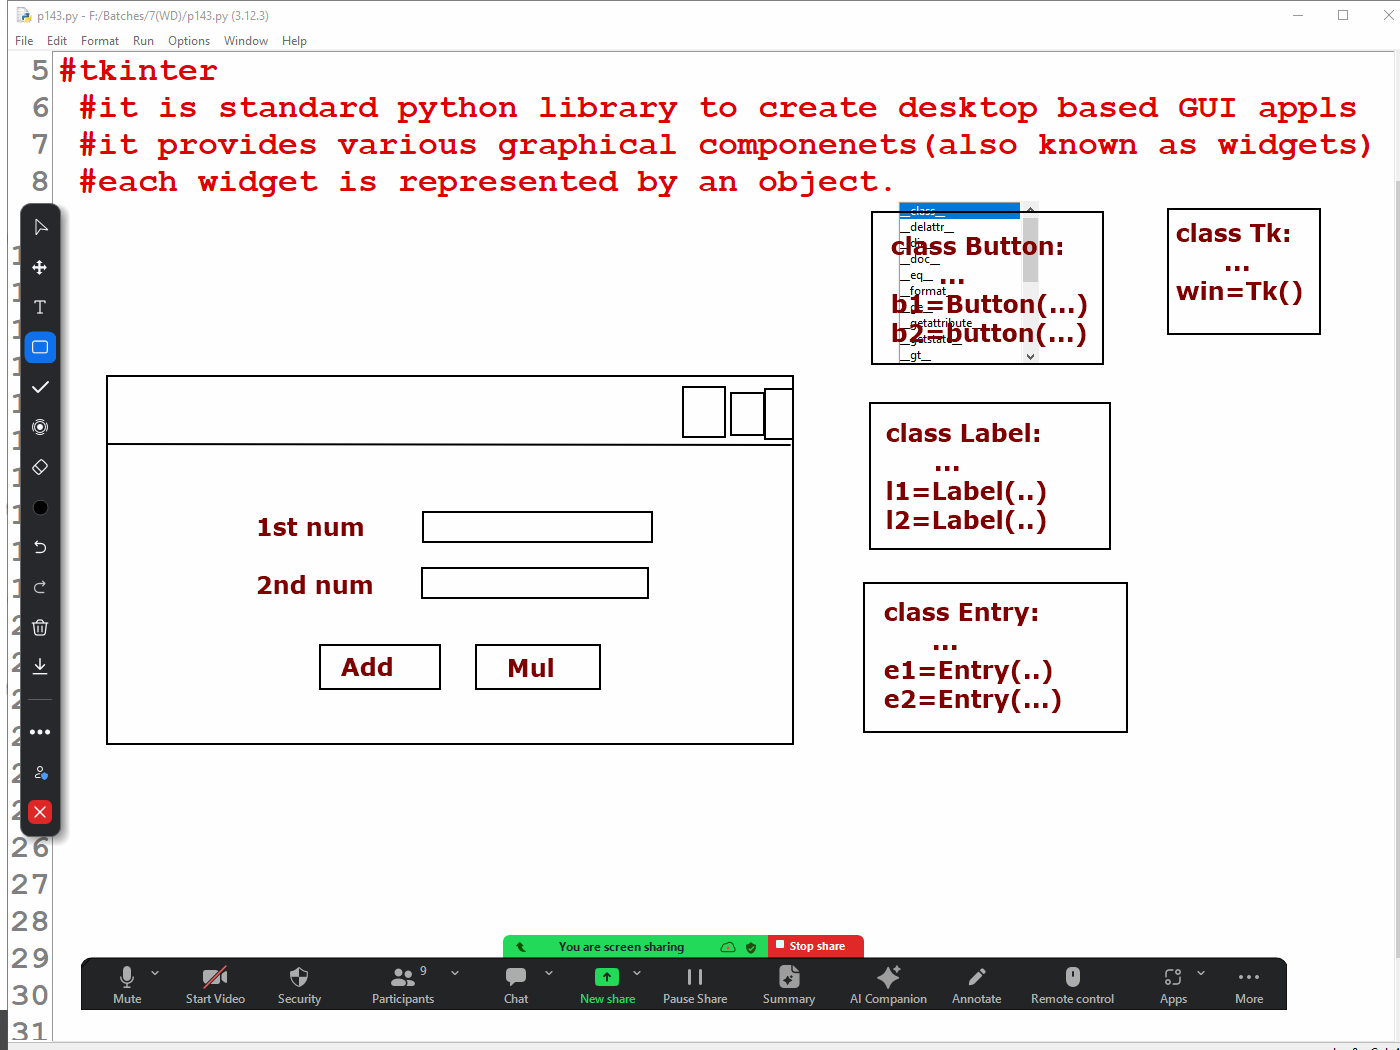 p143.py - F:/Batches/7(WD)/p143.py (3.12.3)
File Edit Format Run Options Window Help
5 #tkinter
6 #it is standard python library to create desktop based GUI appls
7 #it provides various graphical componenets(also known as widgets)
8 #each widget is represented by an object.
__class__
__delattr__
__doc__
__eq__
__format__
__getattribute__
__getstate__
__gt__
class Button:
...
b1=Button(...)
b2=button(...)
class Tk:
...
win=Tk()
class Label:
...
l1=Label(..)
l2=Label(..)
1st num
2nd num
Add Mul
class Entry:
...
e1=Entry(..)
e2=Entry(...)
26
27
28
29
30
31
You are screen sharing Stop share
Mute Start Video Security Participants 9 Chat New share Pause Share Summary AI Companion Annotate Remote control Apps More